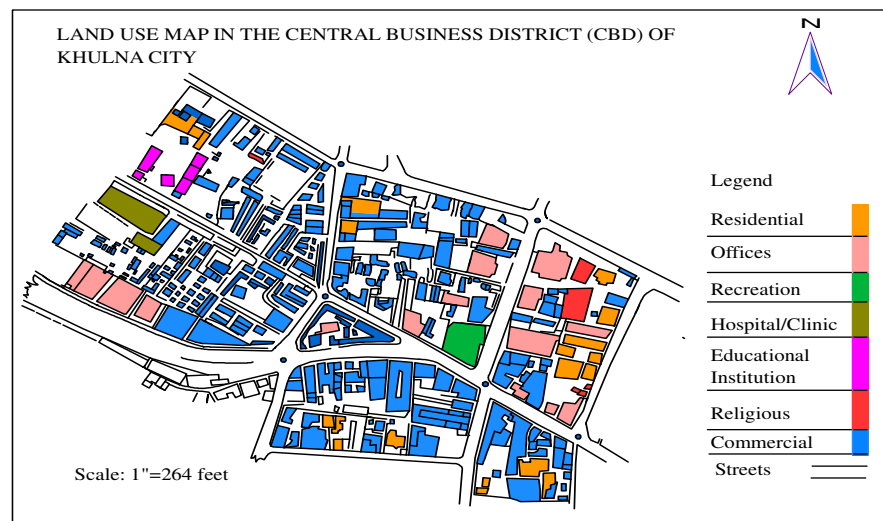 LAND USE MAP IN THE CENTRAL BUSINESS DISTRICT (CBD) OF
KHULNA CITY
N
Legend
Residential
Offices
Recreation
Hospital/Clinic
Educational
Institution
Religious
Commercial
Streets
Scale: 1"=264 feet